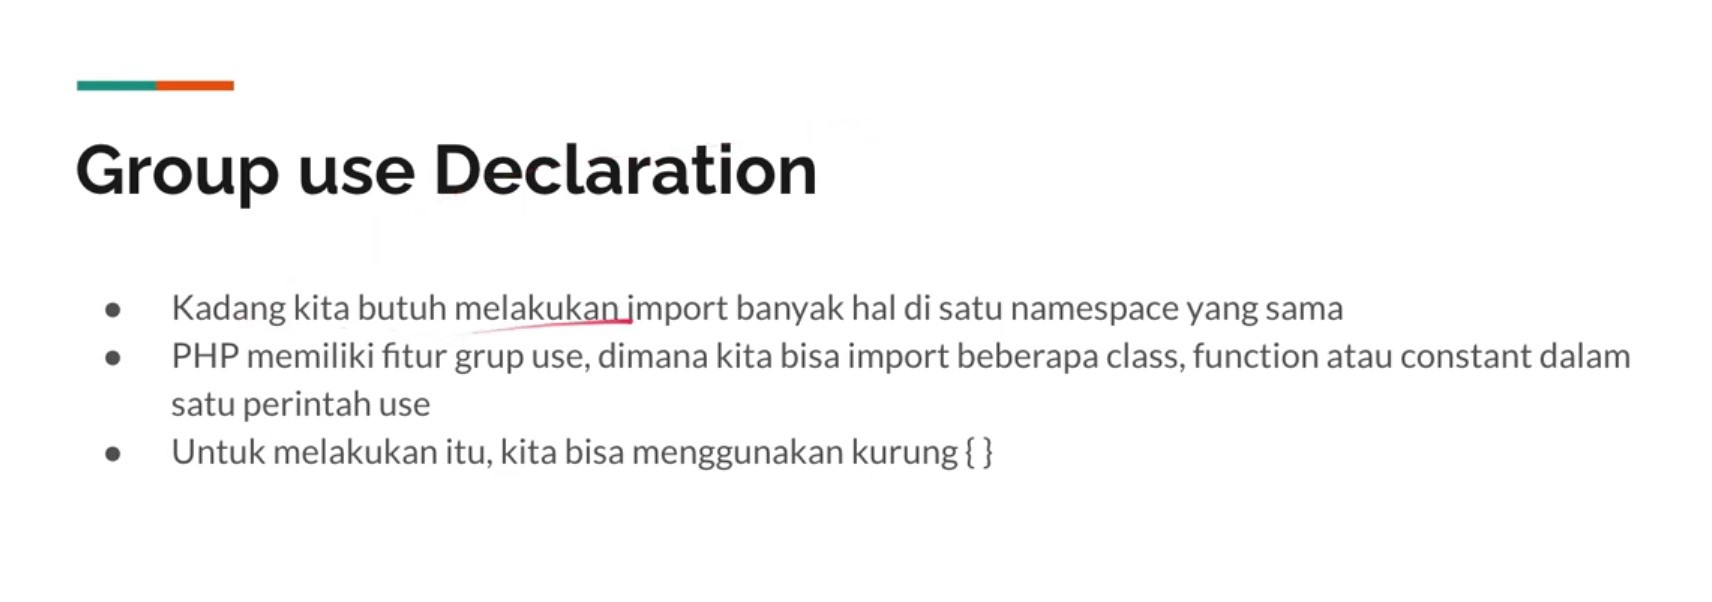 Group use Declaration
● Kadang kita butuh melakukan import banyak hal di satu namespace yang sama
● PHP memiliki fitur grup use, dimana kita bisa import beberapa class, function atau constant dalam
satu perintah use
● Untuk melakukan itu, kita bisa menggunakan kurung { }